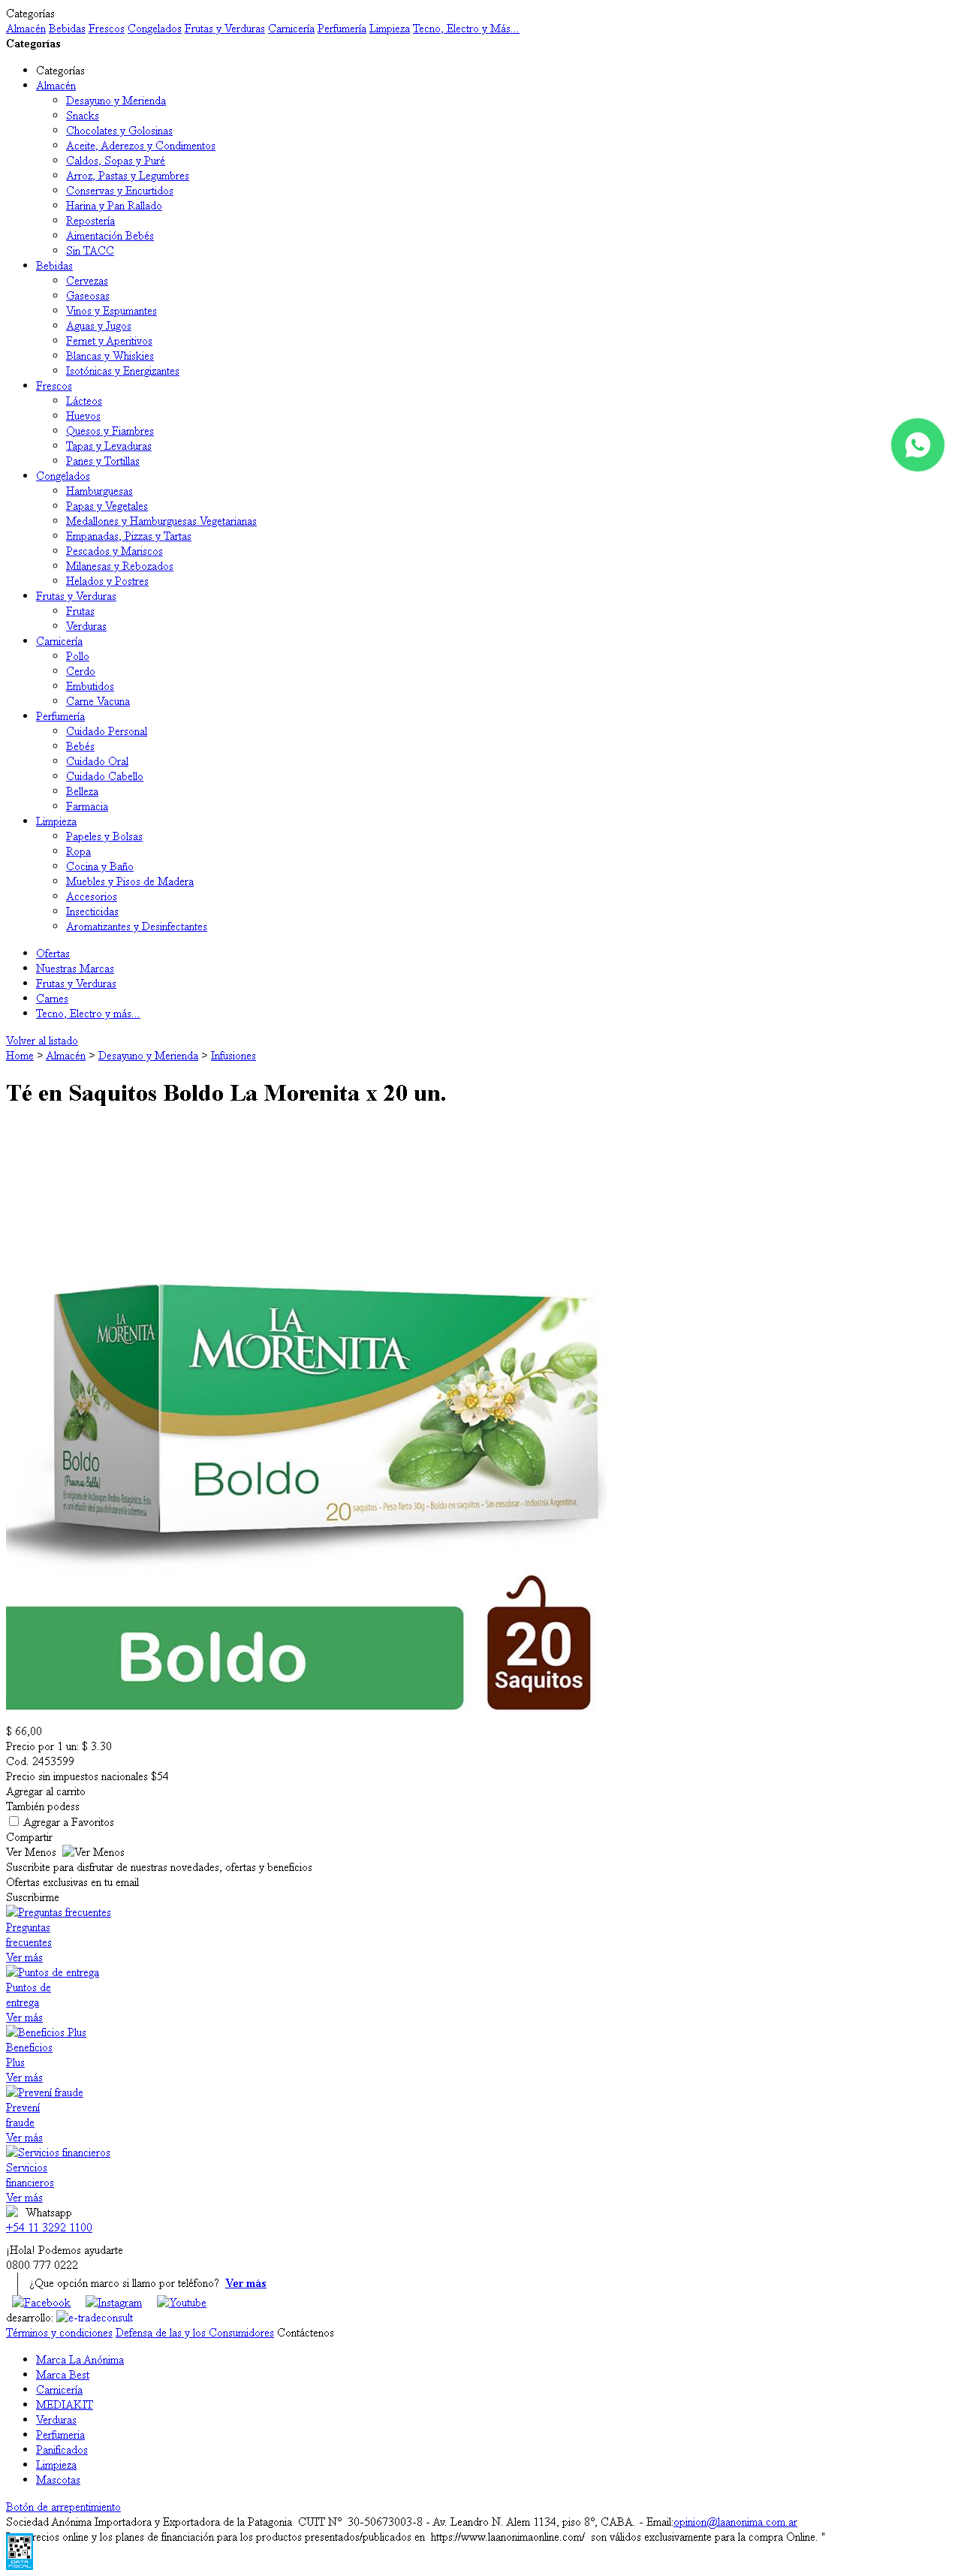 Categorías
Almacén Bebidas Frescos Congelados Frutas y Verduras Carnicería Perfumería Limpieza Tecno, Electro y Más...
Categorías
Categorías
Almacén
Desayuno y Merienda
Snacks
Chocolates y Golosinas
Aceite, Aderezos y Condimentos
Caldos, Sopas y Puré
Arroz, Pastas y Legumbres
Conservas y Encurtidos
Harina y Pan Rallado
Repostería
Aimentación Bebés
Sin TACC
Bebidas
Cervezas
Gaseosas
Vinos y Espumantes
Aguas y Jugos
Fernet y Aperitivos
Blancas y Whiskies
Isotónicas y Energizantes
Frescos
Lácteos
Huevos
Quesos y Fiambres
Tapas y Levaduras
Panes y Tortillas
Congelados
Hamburguesas
Papas y Vegetales
Medallones y Hamburguesas Vegetarianas
Empanadas, Pizzas y Tartas
Pescados y Mariscos
Milanesas y Rebozados
Helados y Postres
Frutas y Verduras
Frutas
Verduras
Carnicería
Pollo
Cerdo
Embutidos
Carne Vacuna
Perfumería
Cuidado Personal
Bebés
Cuidado Oral
Cuidado Cabello
Belleza
Farmacia
Limpieza
Papeles y Bolsas
Ropa
Cocina y Baño
Muebles y Pisos de Madera
Accesorios
Insecticidas
Aromatizantes y Desinfectantes
Ofertas
Nuestras Marcas
Frutas y Verduras
Carnes
Tecno, Electro y más...
Volver al listado
Home > Almacén > Desayuno y Merienda > Infusiones
Té en Saquitos Boldo La Morenita x 20 un.
LA
MORENITA
LA
MORENITA
Boldo
Boldo
20 saquitos - Peso Neto 30g - Boldo en saquitos - Sin ensobrar - Industria Argentina.
Boldo
20
Saquitos
$ 66,00
Precio por 1 un: $ 3.30
Cod. 2453599
Precio sin impuestos nacionales $54
Agregar al carrito
También podess
Agregar a Favoritos
Compartir
Ver Menos Ver Menos
Suscribite para disfrutar de nuestras novedades, ofertas y beneficios
Ofertas exclusivas en tu email
Suscribirme
Preguntas frecuentes
Preguntas
frecuentes
Ver más
Puntos de entrega
Puntos de
entrega
Ver más
Beneficios Plus
Beneficios
Plus
Ver más
Prevení fraude
Prevení
fraude
Ver más
Servicios financieros
Servicios
financieros
Ver más
Whatsapp
+54 11 3292 1100
¡Hola! Podemos ayudarte
0800 777 0222
¿Que opción marco si llamo por teléfono? Ver más
Facebook Instagram Youtube
desarrollo: e-tradeconsult
Términos y condiciones Defensa de las y los Consumidores Contáctenos
Marca La Anónima
Marca Best
Carnicería
MEDIAKIT
Verduras
Perfumeria
Panificados
Limpieza
Mascotas
Botón de arrepentimiento
Sociedad Anónima Importadora y Exportadora de la Patagonia CUIT Nº 30-50673003-8 - Av. Leandro N. Alem 1134, piso 8º, CABA. - Email:opinion@laanonima.com.ar
recios online y los planes de financiación para los productos presentados/publicados en https://www.laanonimaonline.com/ son válidos exclusivamente para la compra Online. "
DATA
FISCAL